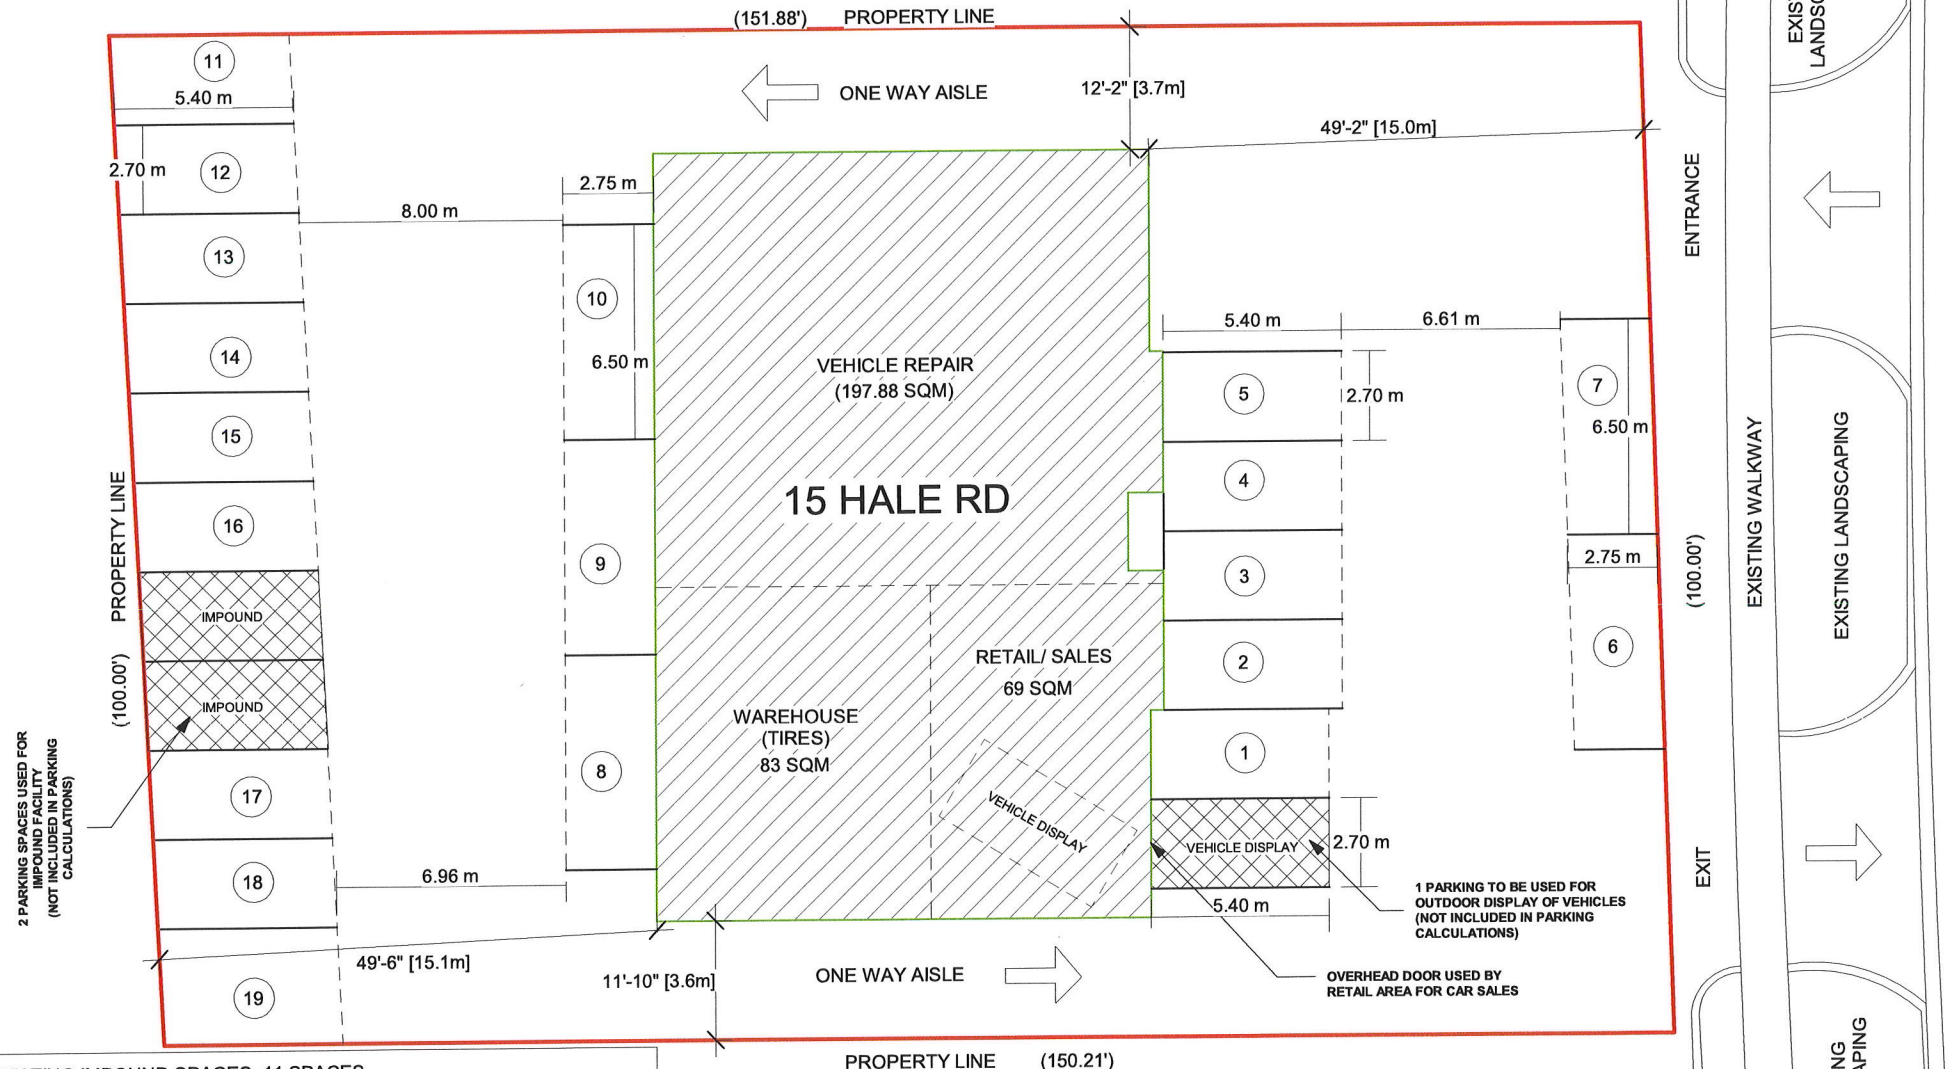 (151.88') PROPERTY LINE
EXIS
LANDSC
11
5.40 m
ONE WAY AISLE
12'-2" [3.7m]
49'-2" [15.0m]
2.70 m
12
2.75 m
8.00 m
ENTRANCE
13
10
6.50 m
14
VEHICLE REPAIR
(197.88 SQM)
5.40 m
6.61 m
5
2.70 m
7
6.50 m
15
15 HALE RD
4
16
PROPERTY LINE
(100.00')
9
3
2.75 m
(100.00')
EXISTING WALKWAY
EXISTING LANDSCAPING
IMPOUND
IMPOUND
RETAIL/ SALES
69 SQM
2
6
WAREHOUSE
(TIRES)
83 SQM
8
1
2 PARKING SPACES USED FOR
IMPOUND FACILITY
(NOT INCLUDED IN PARKING
CALCULATIONS)
17
VEHICLE DISPLAY
VEHICLE DISPLAY
2.70 m
EXIT
18
6.96 m
5.40 m
1 PARKING TO BE USED FOR
OUTDOOR DISPLAY OF VEHICLES
(NOT INCLUDED IN PARKING
CALCULATIONS)
49'-6" [15.1m]
11'-10" [3.6m]
ONE WAY AISLE
OVERHEAD DOOR USED BY
RETAIL AREA FOR CAR SALES
19
PROPERTY LINE (150.21')
NG
APING